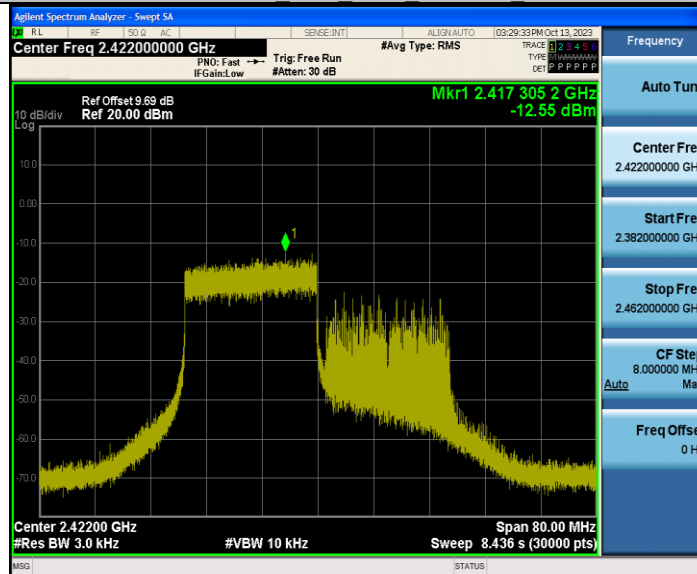 Agilent Spectrum Analyzer - Swept SA
RL RF 50 Ω AC SENSE:INT ALIGN AUTO 03:29:33 PM Oct 13, 2023
Center Freq 2.422000000 GHz
#Avg Type: RMS
TRACE 1 2 3 4 5 6
PNO: Fast
Trig: Free Run
TYPE M
IFGain:Low
#Atten: 30 dB
DET P P P P P P
Mkr1 2.417 305 2 GHz
-12.55 dBm
Ref Offset 9.69 dB
10 dB/div Ref 20.00 dBm
Log
10.0
0.00
-10.0
-20.0
-30.0
-40.0
-50.0
-60.0
-70.0
1
Center 2.42200 GHz
Span 80.00 MHz
#Res BW 3.0 kHz
#VBW 10 kHz
Sweep 8.436 s (30000 pts)
MSG
STATUS
Frequency
Auto Tun
Center Fre
2.422000000 GH
Start Fre
2.382000000 GH
Stop Fre
2.462000000 GH
CF Ste
8.000000 MH
Auto Ma
Freq Offse
0 H